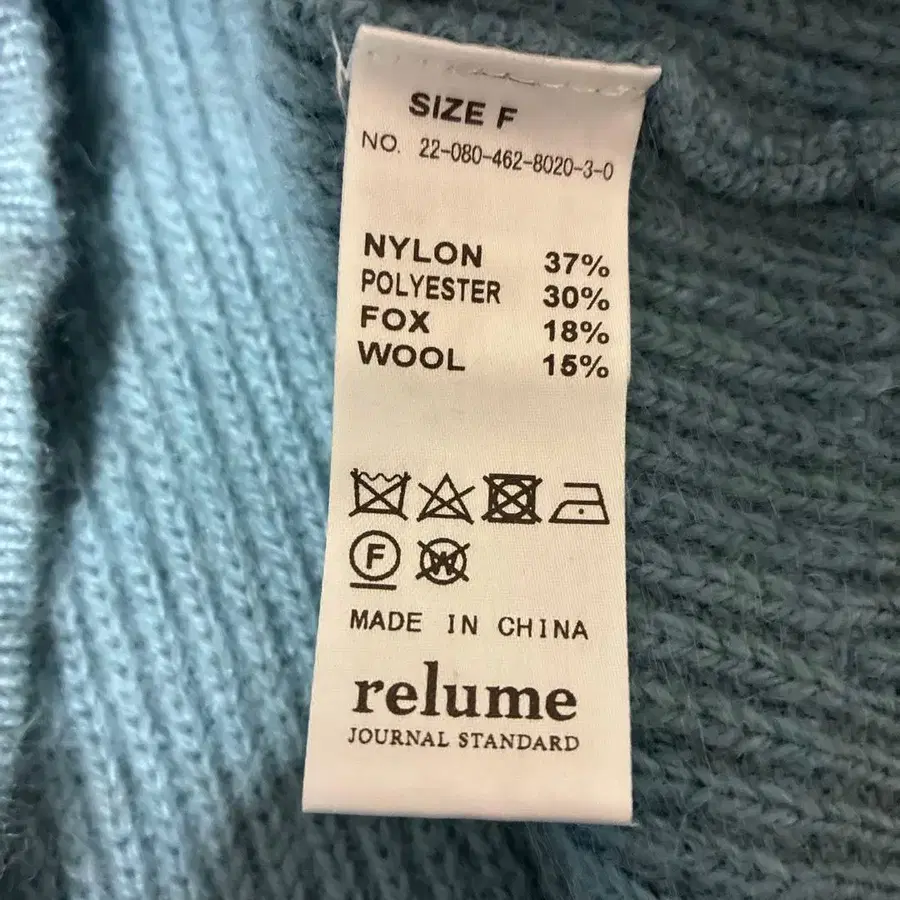 SIZE F
NO. 22-080-462-8020-3-0
NYLON 37%
POLYESTER 30%
FOX 18%
WOOL 15%
F W
MADE IN CHINA
relume
JOURNAL STANDARD